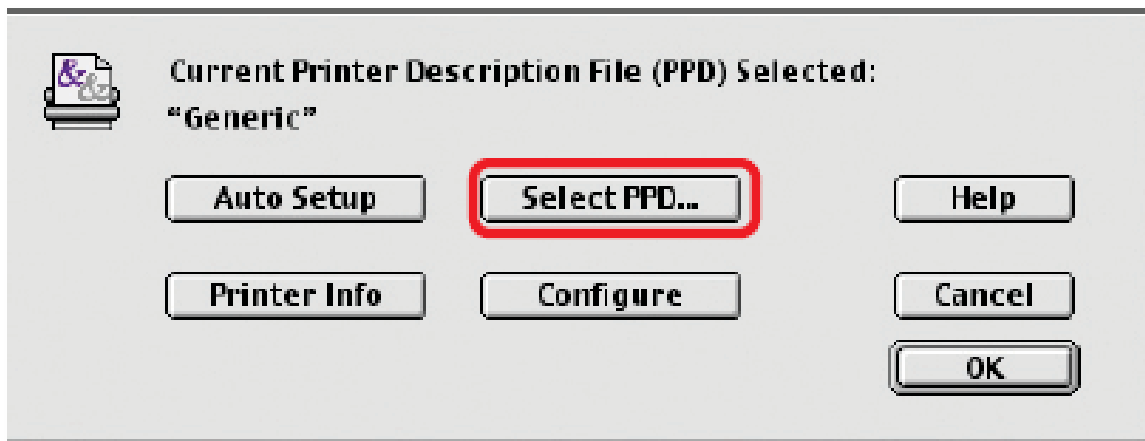 Current Printer Description File (PPD) Selected:
“Generic”
Auto Setup Select PPD... Help
Printer Info Configure Cancel
OK